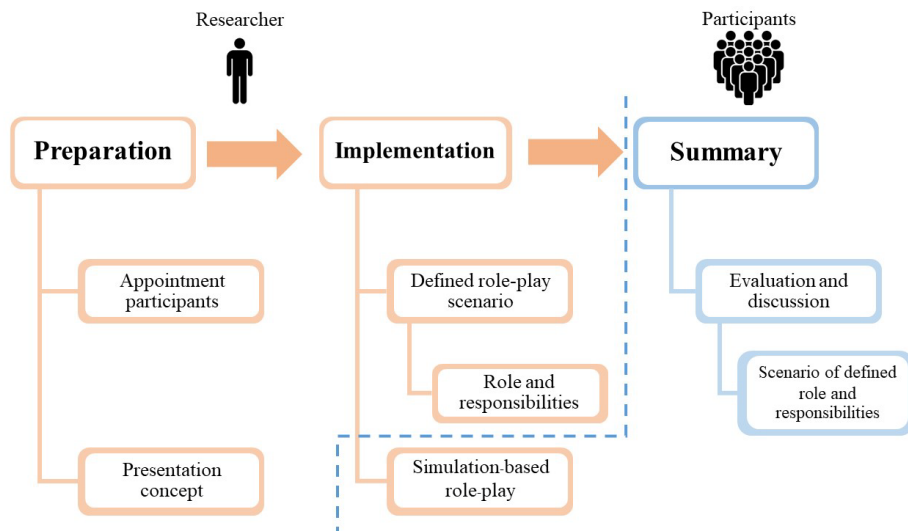 Researcher
Participants
Preparation
Implementation
Summary
Appointment
participants
Defined role-play
scenario
Evaluation and
discussion
Role and
responsibilities
Scenario of defined
role and
responsibilities
Presentation
concept
Simulation-based
role-play